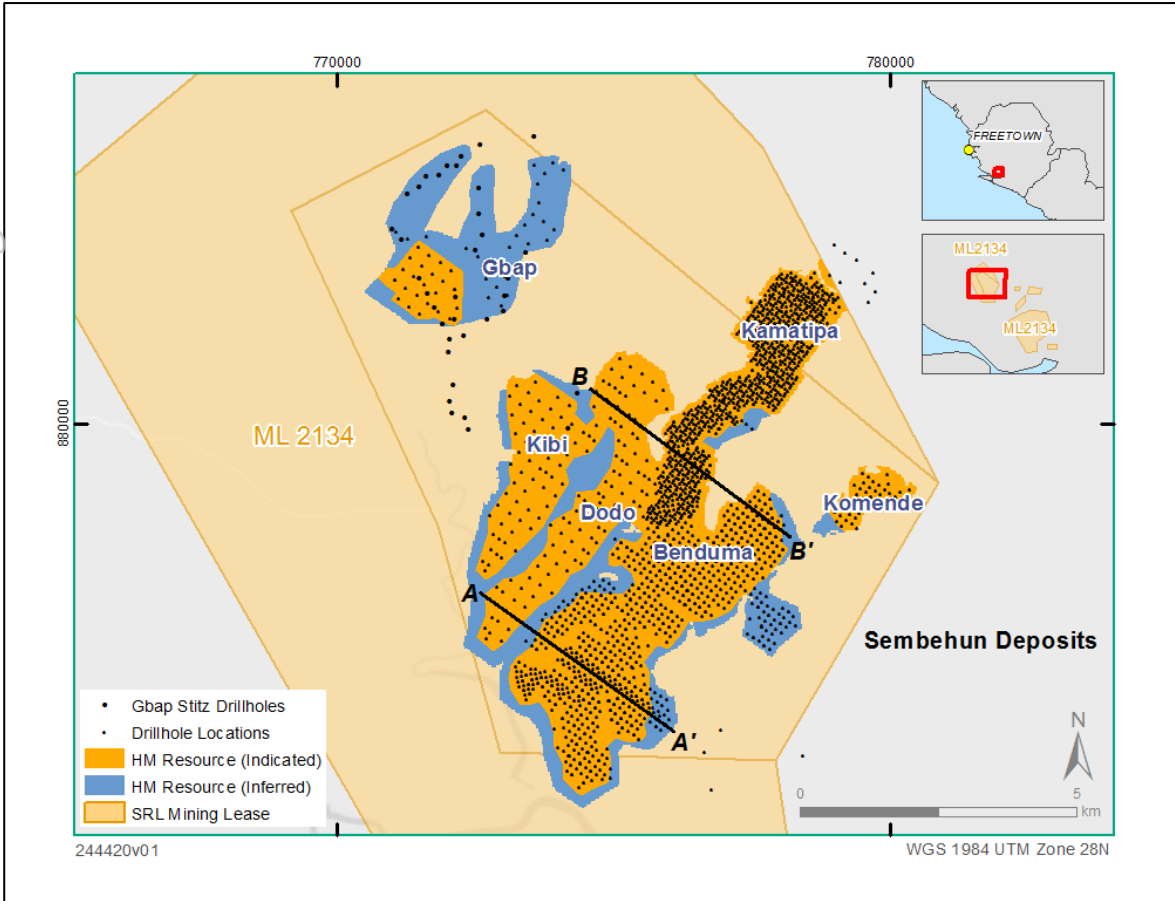 770000
780000
FREETOWN
ML2134
ML2134
Gbap
Kamatipa
880000
B
ML 2134
Kibi
Komende
Dodo
Benduma
B'
A
Sembehun Deposits
A'
N
Gbap Stitz Drillholes
Drillhole Locations
HM Resource (Indicated)
HM Resource (Inferred)
SRL Mining Lease
0
5
km
244420v01
WGS 1984 UTM Zone 28N